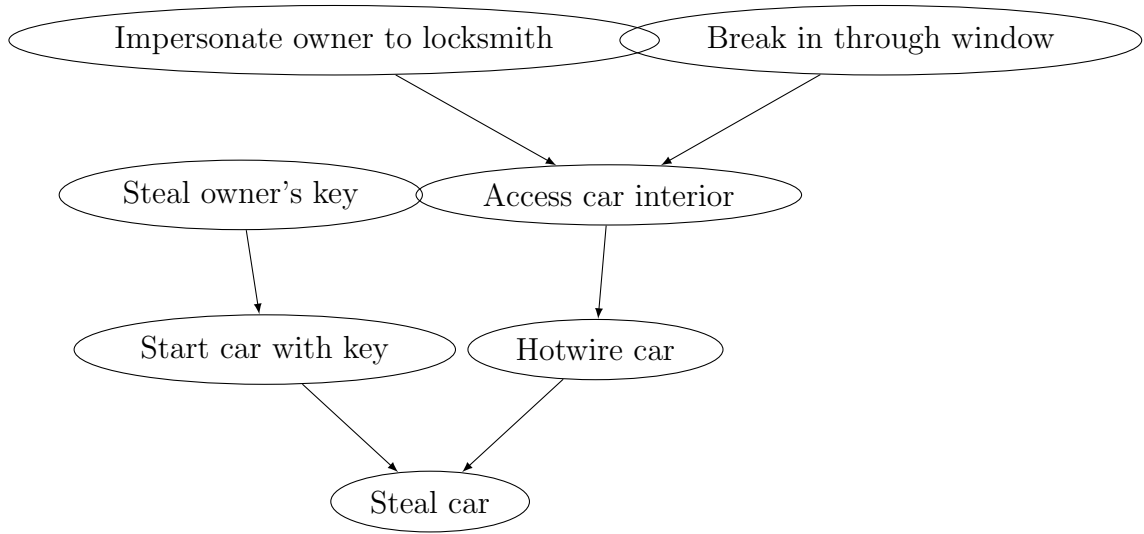 Impersonate owner to locksmith
Break in through window
Steal owner's key
Access car interior
Start car with key
Hotwire car
Steal car